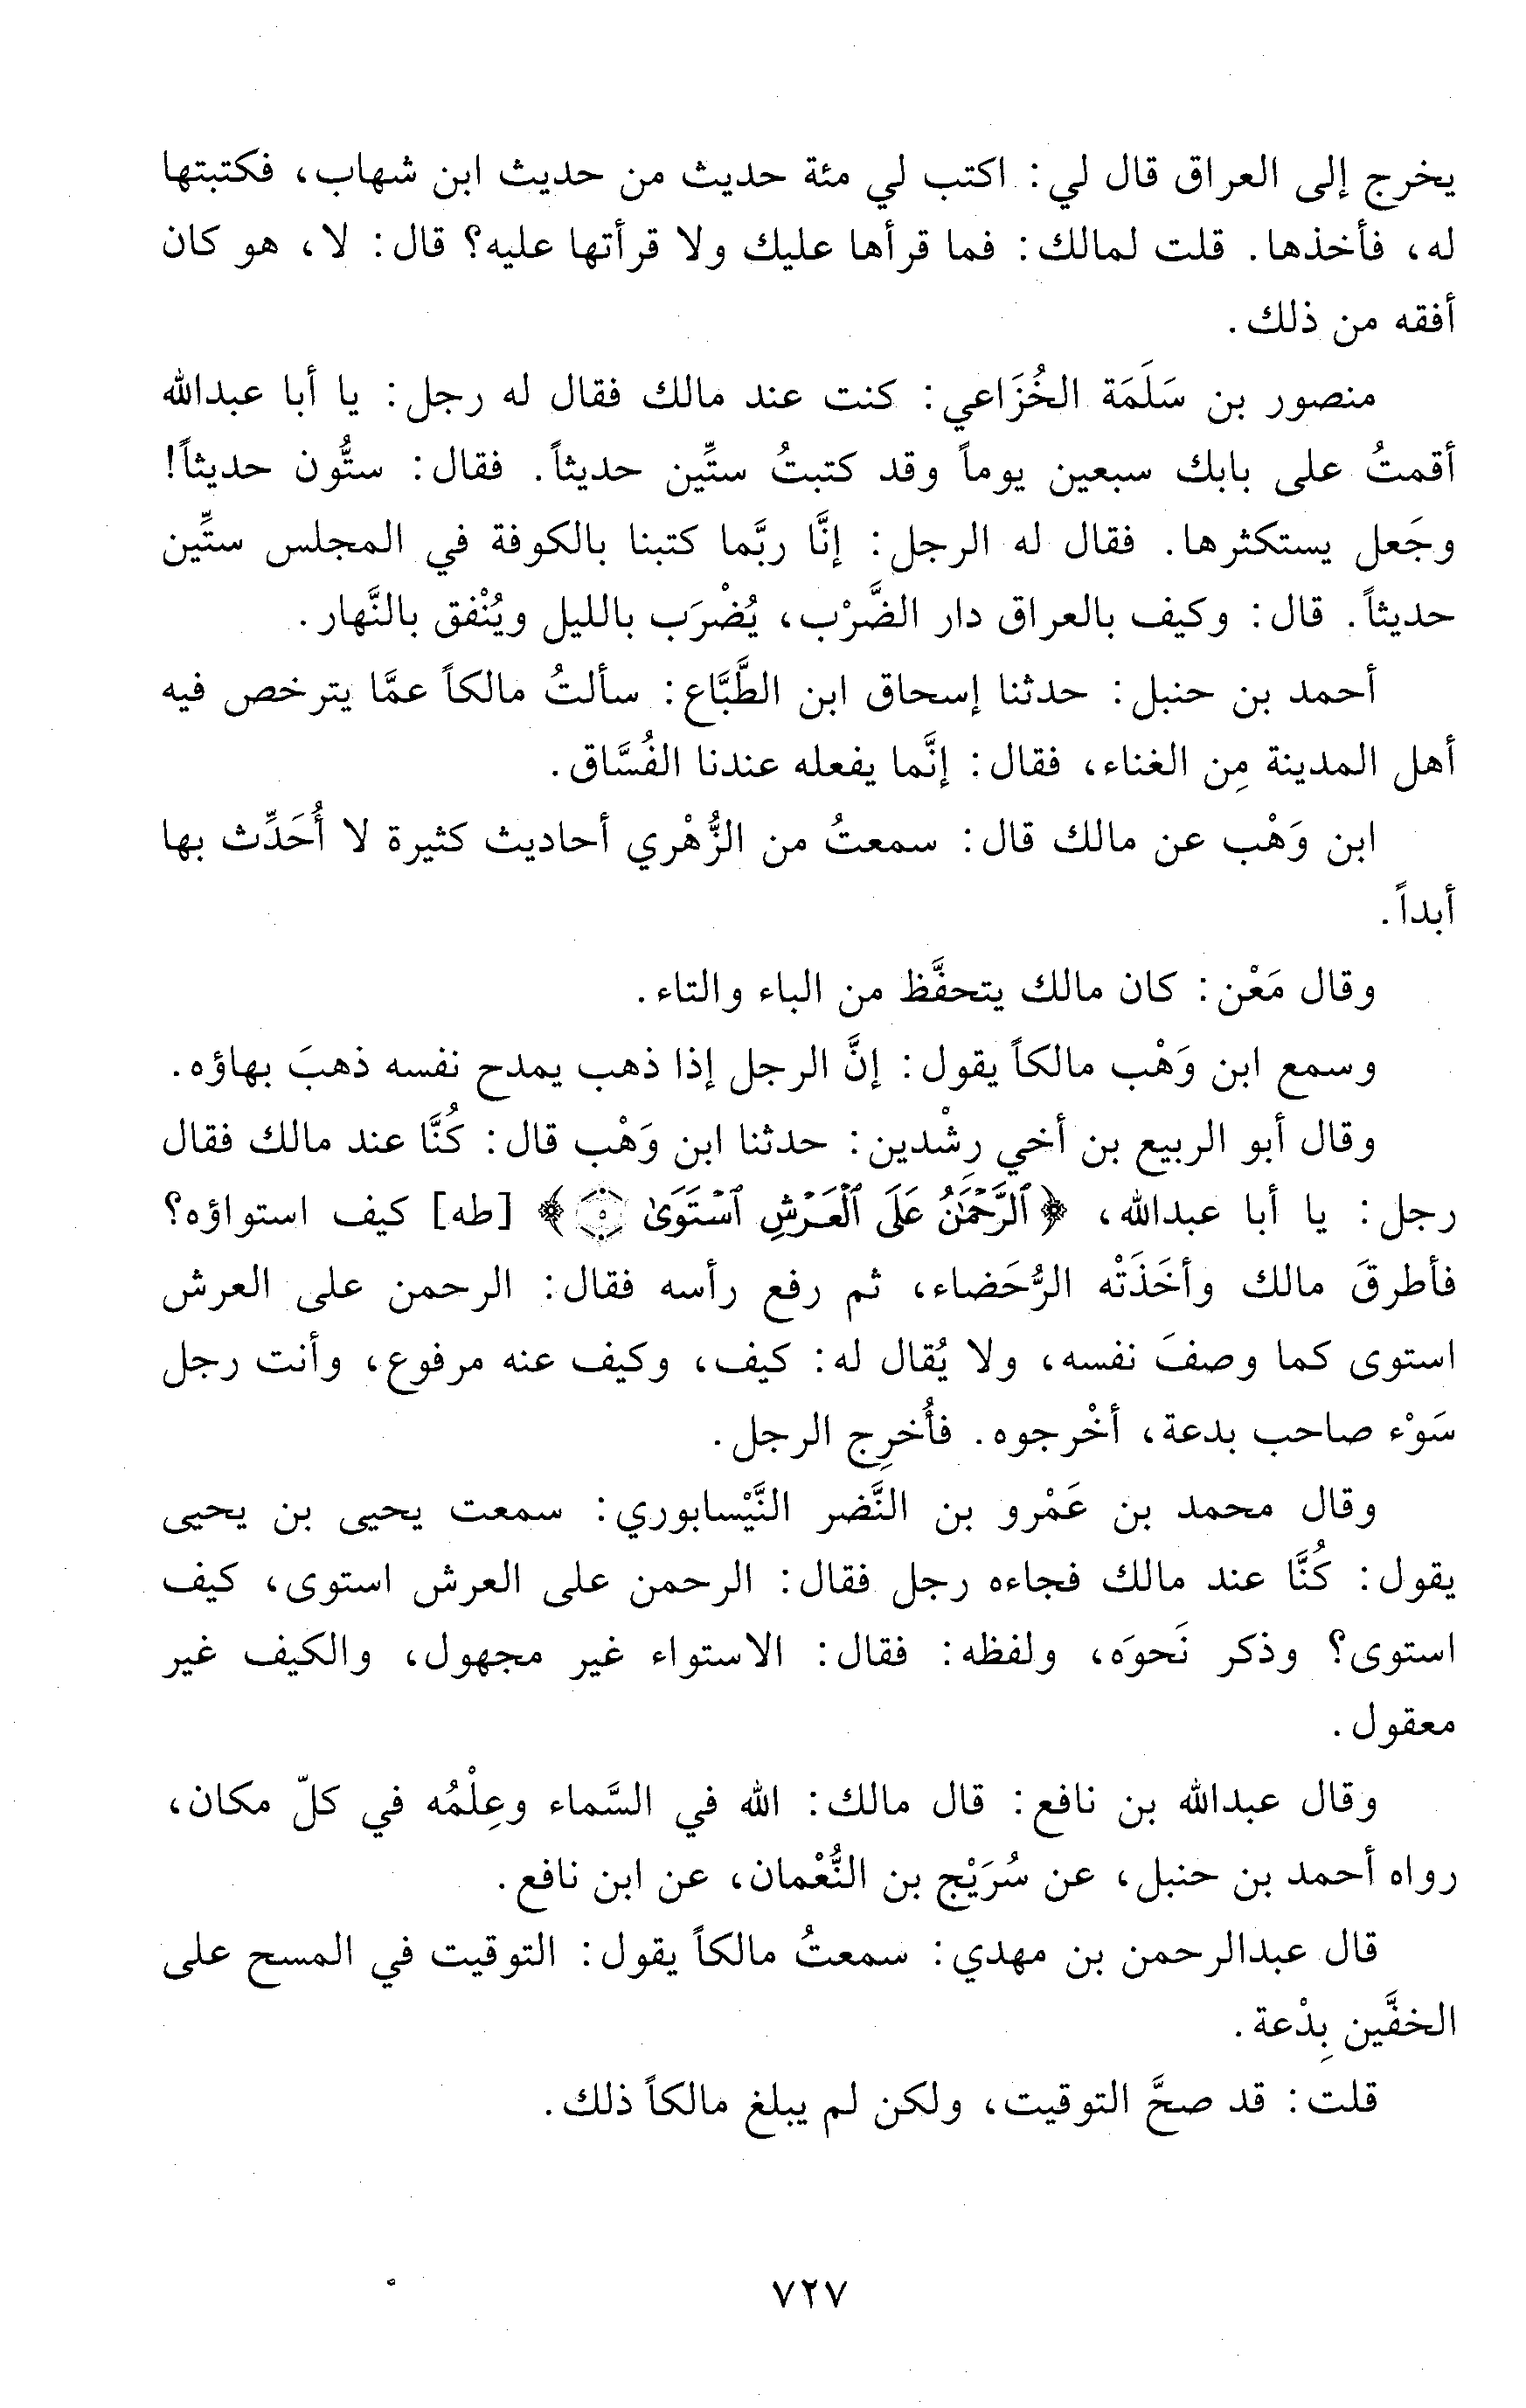 يخرج إلى العراق قال لي: اكتب لي مئة حديث من حديث ابن شهاب، فكتبتها
له، فأخذها. قلت لمالك: فما قرأها عليك ولا قرأتها عليه؟ قال: لا، هو كان
أفقه من ذلك.
منصور بن سَلَمَة الخُزَاعي: كنت عند مالك فقال له رجل: يا أبا عبدالله
أقمتُ على بابك سبعين يوماً وقد كتبتُ ستِّين حديثاً. فقال: ستُّون حديثاً!
وجَعل يستكثرها. فقال له الرجل: إنَّا ربَّما كتبنا بالكوفة في المجلس ستِّين
حديثاً. قال: وكيف بالعراق دار الضَّرْب، يُضْرَب بالليل ويُنْفق بالنَّهار.
أحمد بن حنبل: حدثنا إسحاق ابن الطَّبَّاع: سألتُ مالكاً عمَّا يترخص فيه
أهل المدينة مِن الغناء، فقال: إنَّما يفعله عندنا الفُسَّاق.
ابن وَهْب عن مالك قال: سمعتُ من الزُّهْري أحاديث كثيرة لا أُحَدِّث بها
أبداً.
وقال مَعْن: كان مالك يتحفَّظ من الباء والتاء.
وسمع ابن وَهْب مالكاً يقول: إنَّ الرجل إذا ذهب يمدح نفسه ذهبَ بهاؤه.
وقال أبو الربيع بن أخي رِشْدين: حدثنا ابن وَهْب قال: كُنَّا عند مالك فقال
رجل: يا أبا عبدالله، ﴿ٱلرَّحْمَٰنُ عَلَى ٱلْعَرْشِ ٱسْتَوَىٰ ۝٥﴾ [طه] كيف استواؤه؟
فأطرقَ مالك وأخَذَتْه الرُّحَضاء، ثم رفع رأسه فقال: الرحمن على العرش
استوى كما وصفَ نفسه، ولا يُقال له: كيف، وكيف عنه مرفوع، وأنت رجل
سَوْء صاحب بدعة، أخْرجوه. فأُخرِج الرجل.
وقال محمد بن عَمْرو بن النَّضر النَّيْسابوري: سمعت يحيى بن يحيى
يقول: كُنَّا عند مالك فجاءه رجل فقال: الرحمن على العرش استوى، كيف
استوى؟ وذكر نَحوَه، ولفظه: فقال: الاستواء غير مجهول، والكيف غير
معقول.
وقال عبدالله بن نافع: قال مالك: الله في السَّماء وعِلْمُه في كلّ مكان،
رواه أحمد بن حنبل، عن سُرَيْج بن النُّعْمان، عن ابن نافع.
قال عبدالرحمن بن مهدي: سمعتُ مالكاً يقول: التوقيت في المسح على
الخفَّين بِدْعة.
قلت: قد صحَّ التوقيت، ولكن لم يبلغ مالكاً ذلك.
٧٢٧